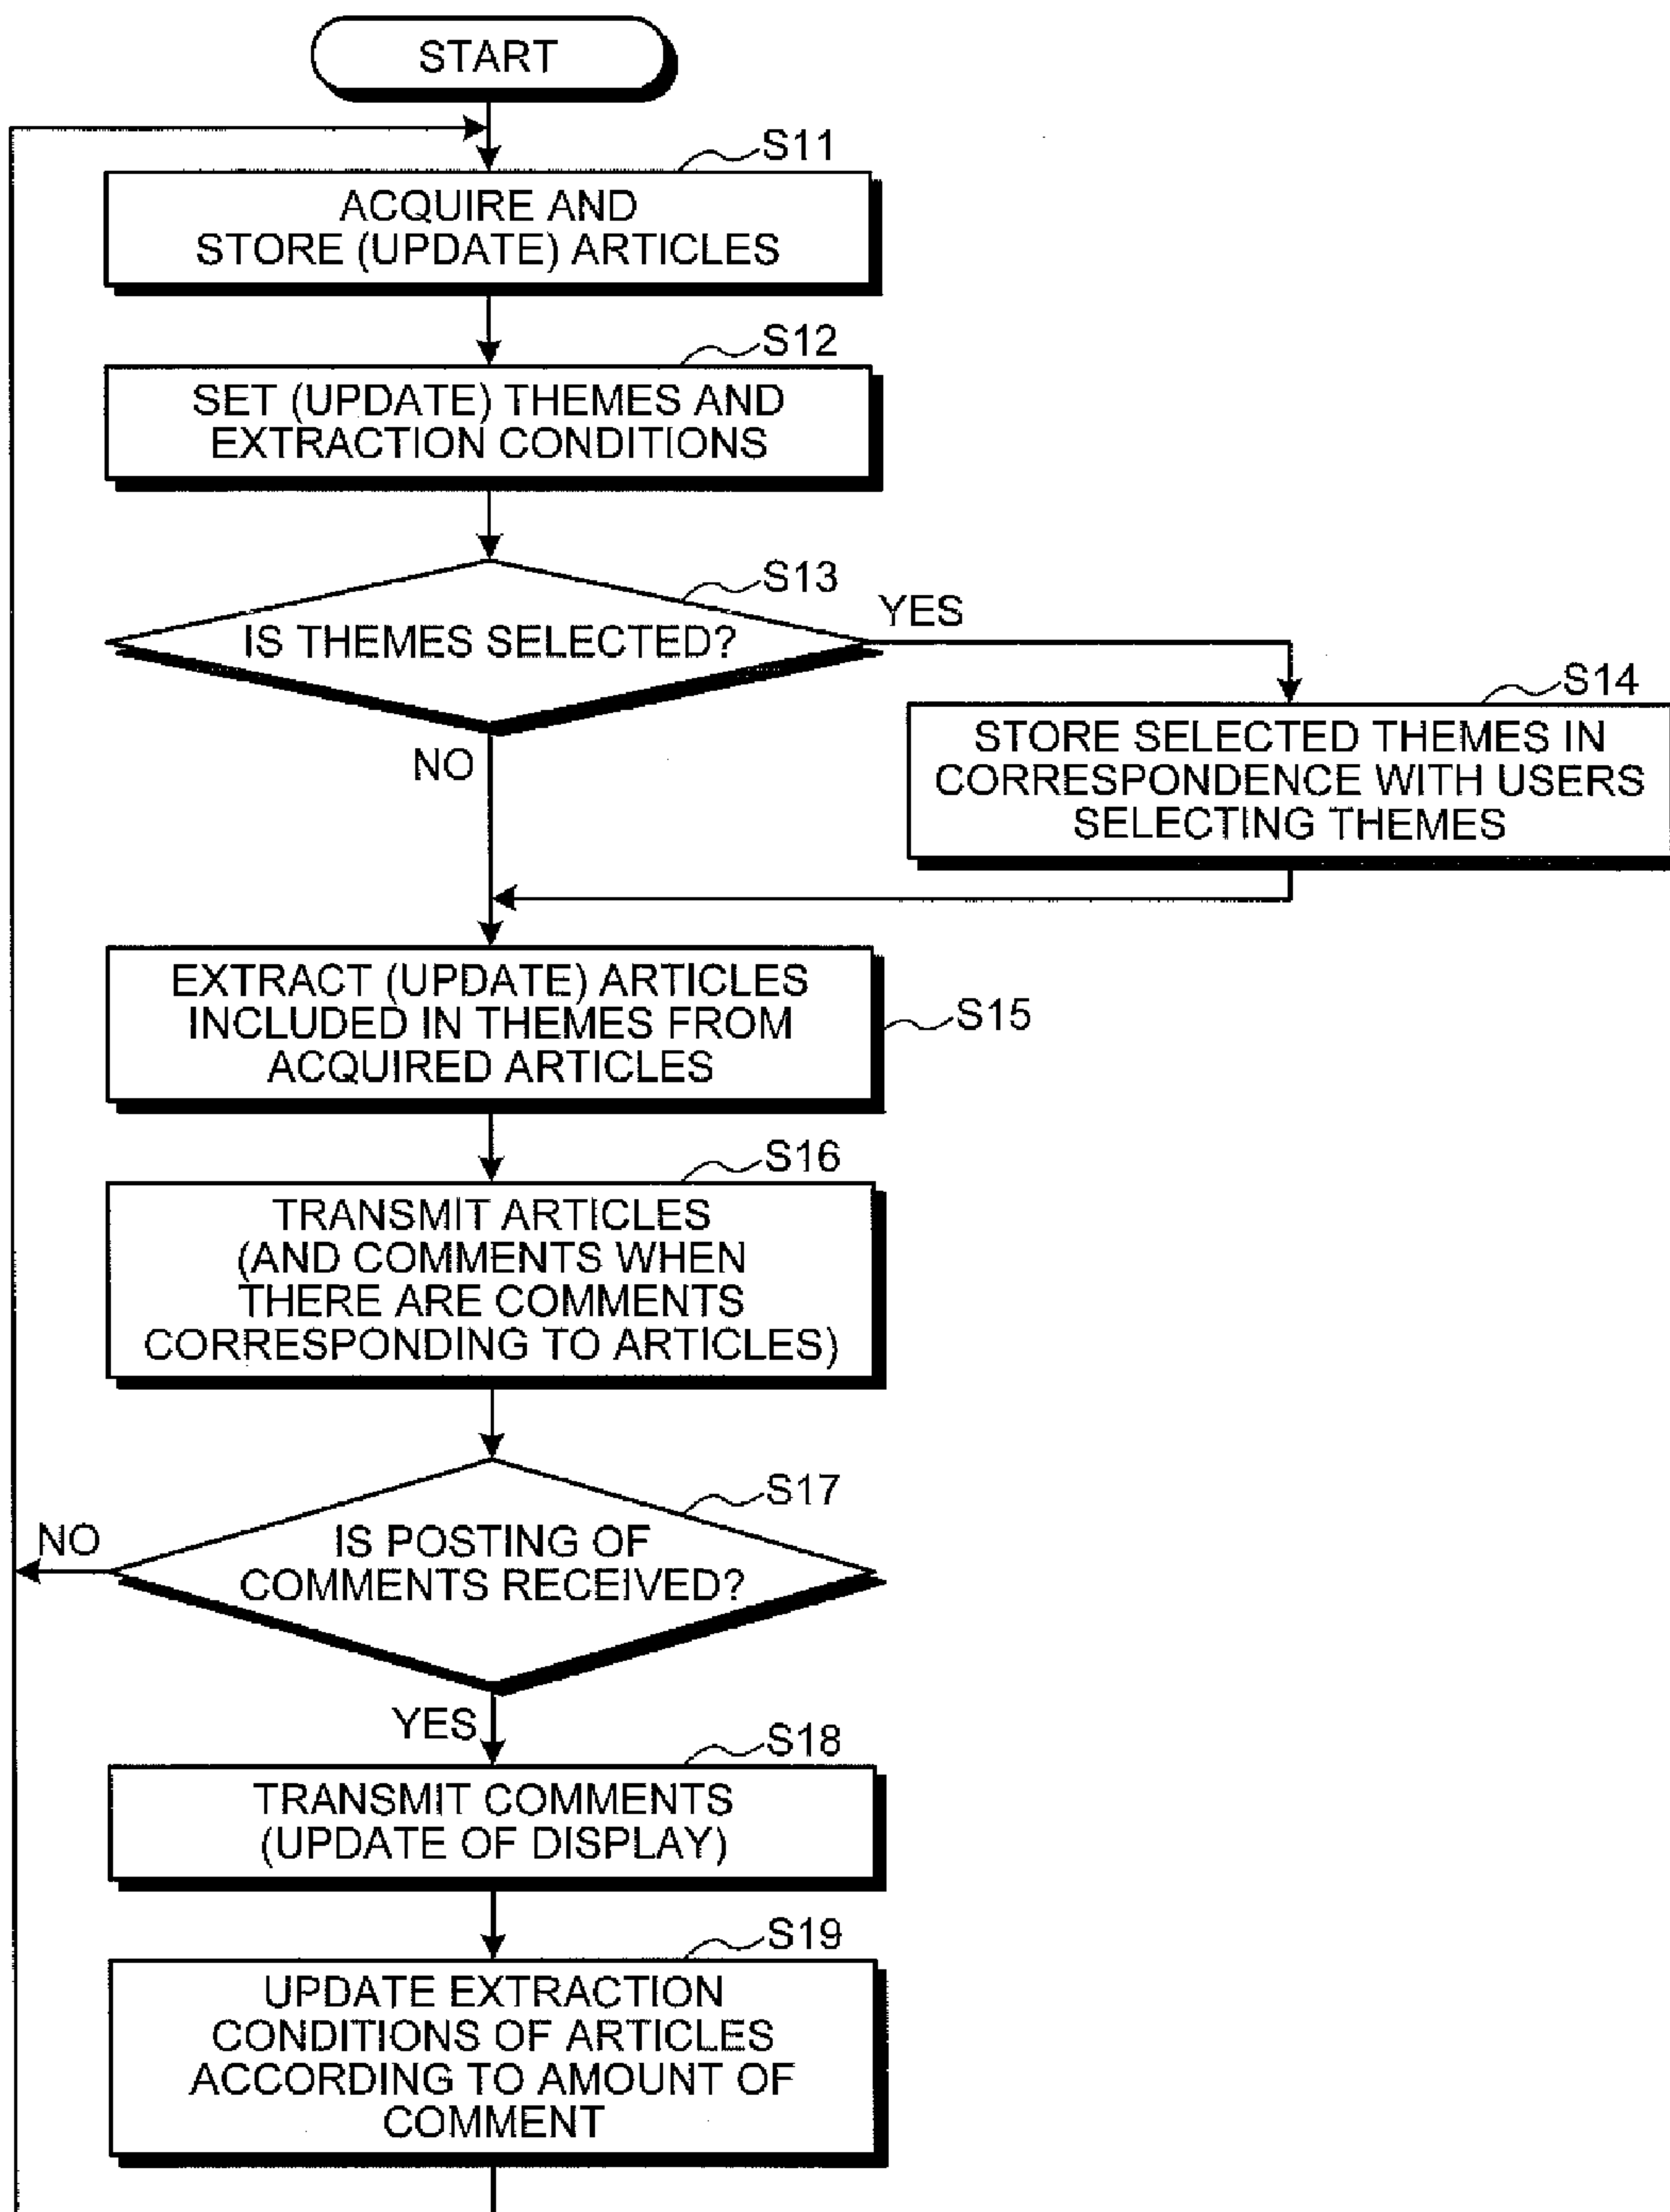 START
S11
ACQUIRE AND
STORE (UPDATE) ARTICLES
S12
SET (UPDATE) THEMES AND
EXTRACTION CONDITIONS
S13
IS THEMES SELECTED?
YES
NO
S14
STORE SELECTED THEMES IN
CORRESPONDENCE WITH USERS
SELECTING THEMES
EXTRACT (UPDATE) ARTICLES
INCLUDED IN THEMES FROM
ACQUIRED ARTICLES
S15
S16
TRANSMIT ARTICLES
(AND COMMENTS WHEN
THERE ARE COMMENTS
CORRESPONDING TO ARTICLES)
S17
NO
IS POSTING OF
COMMENTS RECEIVED?
YES
S18
TRANSMIT COMMENTS
(UPDATE OF DISPLAY)
S19
UPDATE EXTRACTION
CONDITIONS OF ARTICLES
ACCORDING TO AMOUNT OF
COMMENT